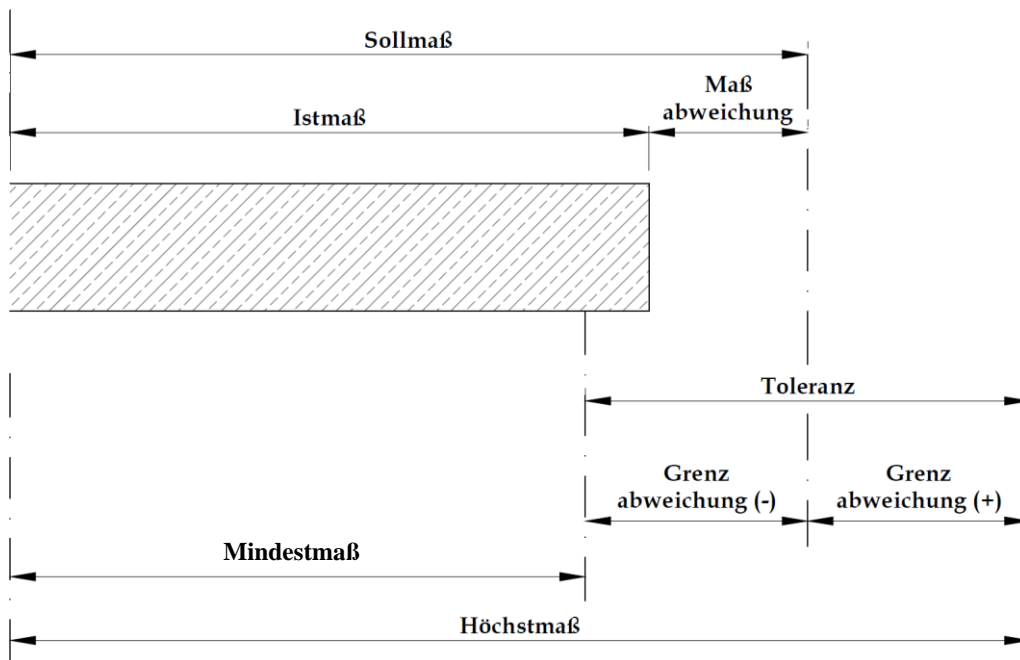 Sollmaß
Maß
abweichung
Istmaß
Toleranz
Grenz
abweichung (-)
Grenz
abweichung (+)
Mindestmaß
Höchstmaß